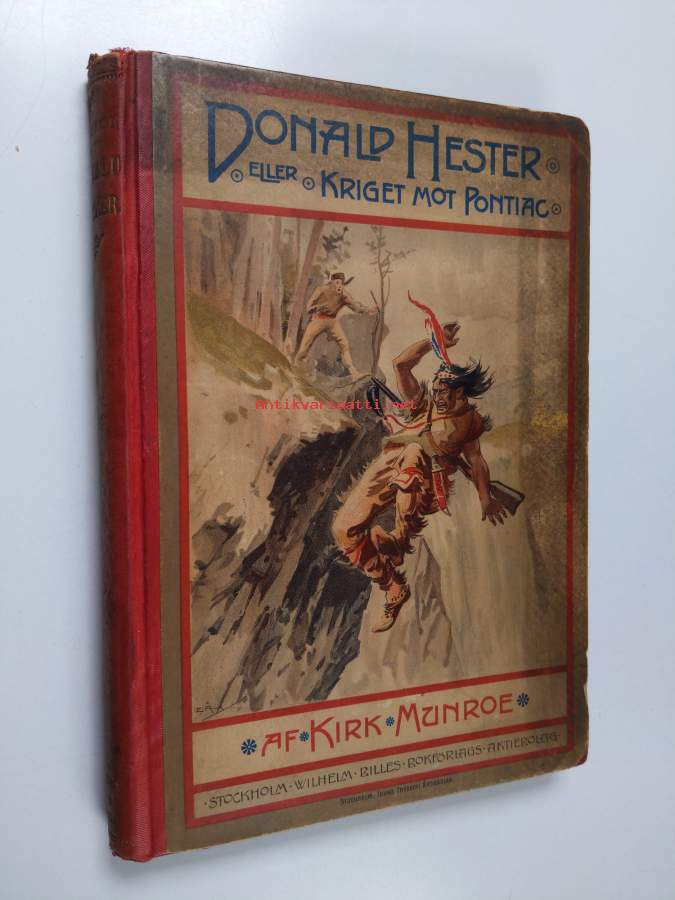 DONALD HESTER
ELLER KRIGET MOT PONTIAC
antikvariaatti.net
AF KIRK MUNROE
STOCKHOLM · WILHELM BILLES BOKFÖRLAGS AKTIEBOLAG